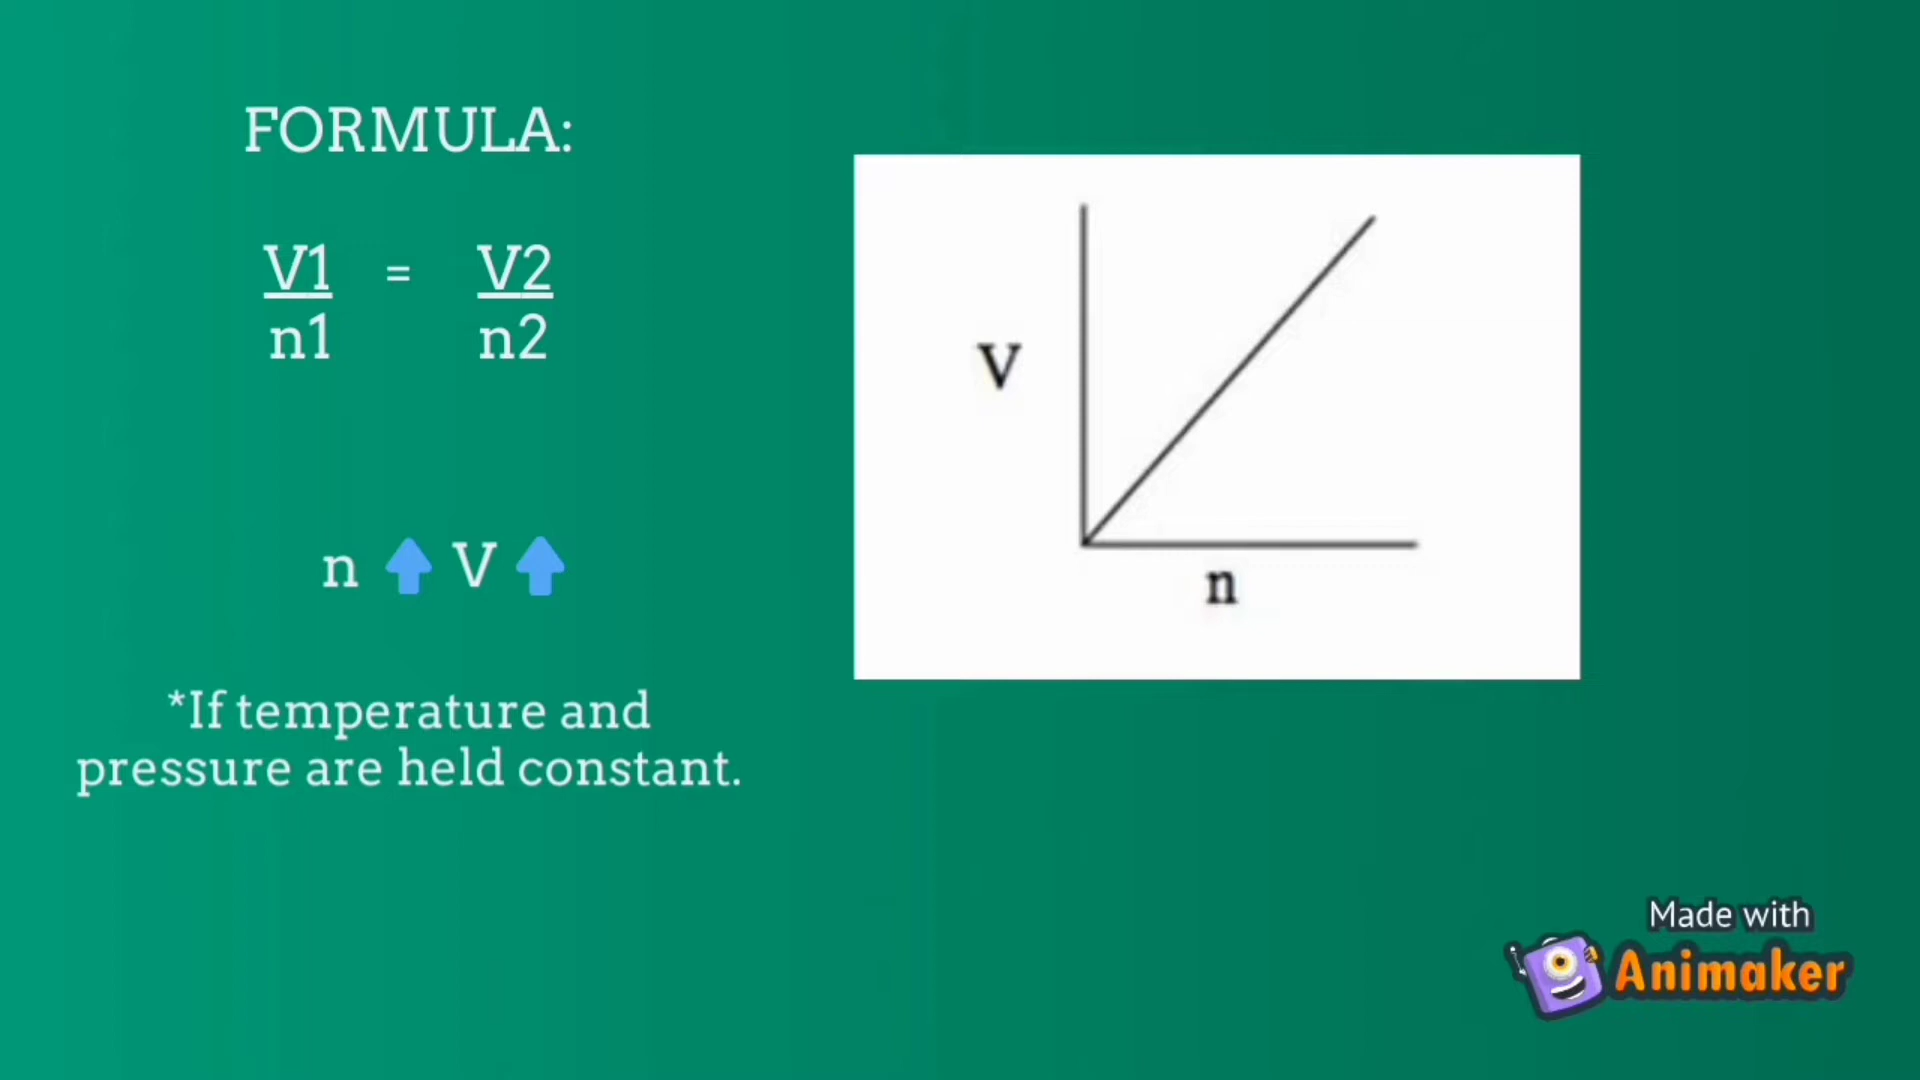 FORMULA:
V1 = V2
n1 n2
n V
*If temperature and
pressure are held constant.
V
n
Made with
Animaker